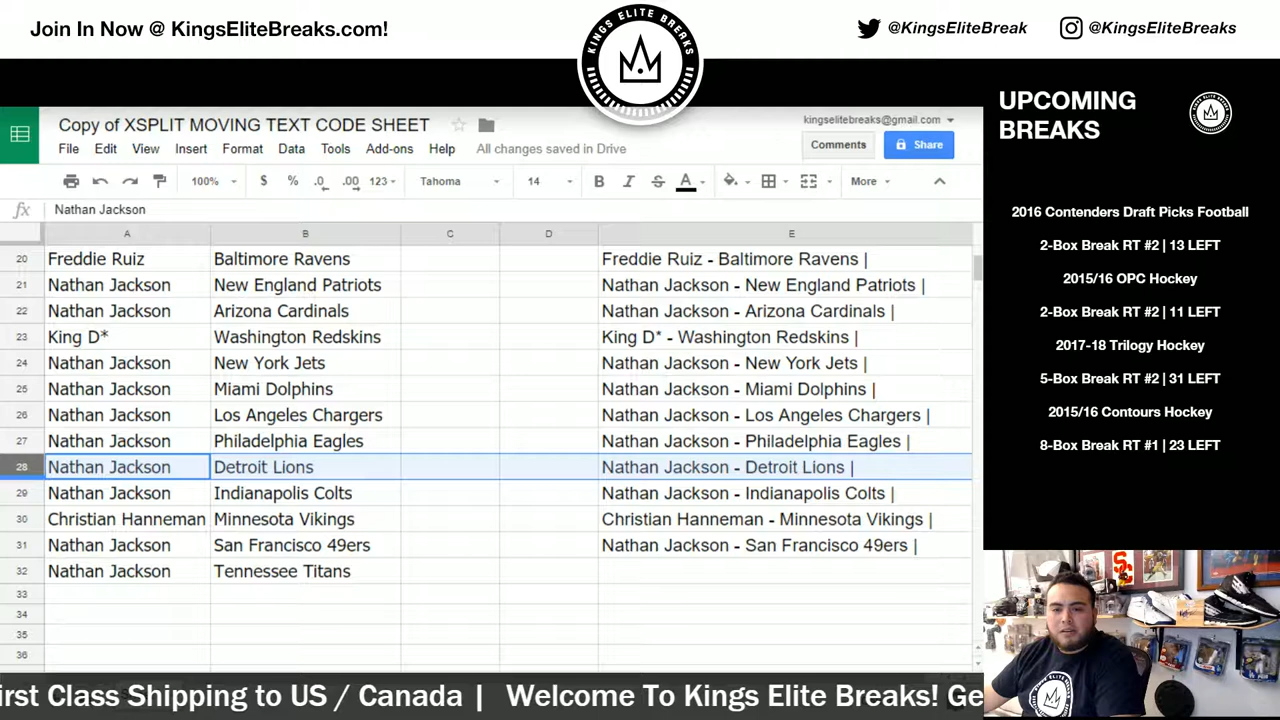 Join In Now @ KingsEliteBreaks.com!
KINGS ELITE BREAKS
@KingsEliteBreak
@KingsEliteBreaks
Copy of XSPLIT MOVING TEXT CODE SHEET
kingselitebreaks@gmail.com
File Edit View Insert Format Data Tools Add-ons Help All changes saved in Drive
Comments
Share
100% $ % .0 .00 123 Tahoma 14 B I S A More
fx Nathan Jackson
A B C D E
20 Freddie Ruiz Baltimore Ravens Freddie Ruiz - Baltimore Ravens |
21 Nathan Jackson New England Patriots Nathan Jackson - New England Patriots |
22 Nathan Jackson Arizona Cardinals Nathan Jackson - Arizona Cardinals |
23 King D* Washington Redskins King D* - Washington Redskins |
24 Nathan Jackson New York Jets Nathan Jackson - New York Jets |
25 Nathan Jackson Miami Dolphins Nathan Jackson - Miami Dolphins |
26 Nathan Jackson Los Angeles Chargers Nathan Jackson - Los Angeles Chargers |
27 Nathan Jackson Philadelphia Eagles Nathan Jackson - Philadelphia Eagles |
28 Nathan Jackson Detroit Lions Nathan Jackson - Detroit Lions |
29 Nathan Jackson Indianapolis Colts Nathan Jackson - Indianapolis Colts |
30 Christian Hanneman Minnesota Vikings Christian Hanneman - Minnesota Vikings |
31 Nathan Jackson San Francisco 49ers Nathan Jackson - San Francisco 49ers |
32 Nathan Jackson Tennessee Titans
33
34
35
36
UPCOMING
BREAKS
2016 Contenders Draft Picks Football
2-Box Break RT #2 | 13 LEFT
2015/16 OPC Hockey
2-Box Break RT #2 | 11 LEFT
2017-18 Trilogy Hockey
5-Box Break RT #2 | 31 LEFT
2015/16 Contours Hockey
8-Box Break RT #1 | 23 LEFT
irst Class Shipping to US / Canada | Welcome To Kings Elite Breaks! Ge